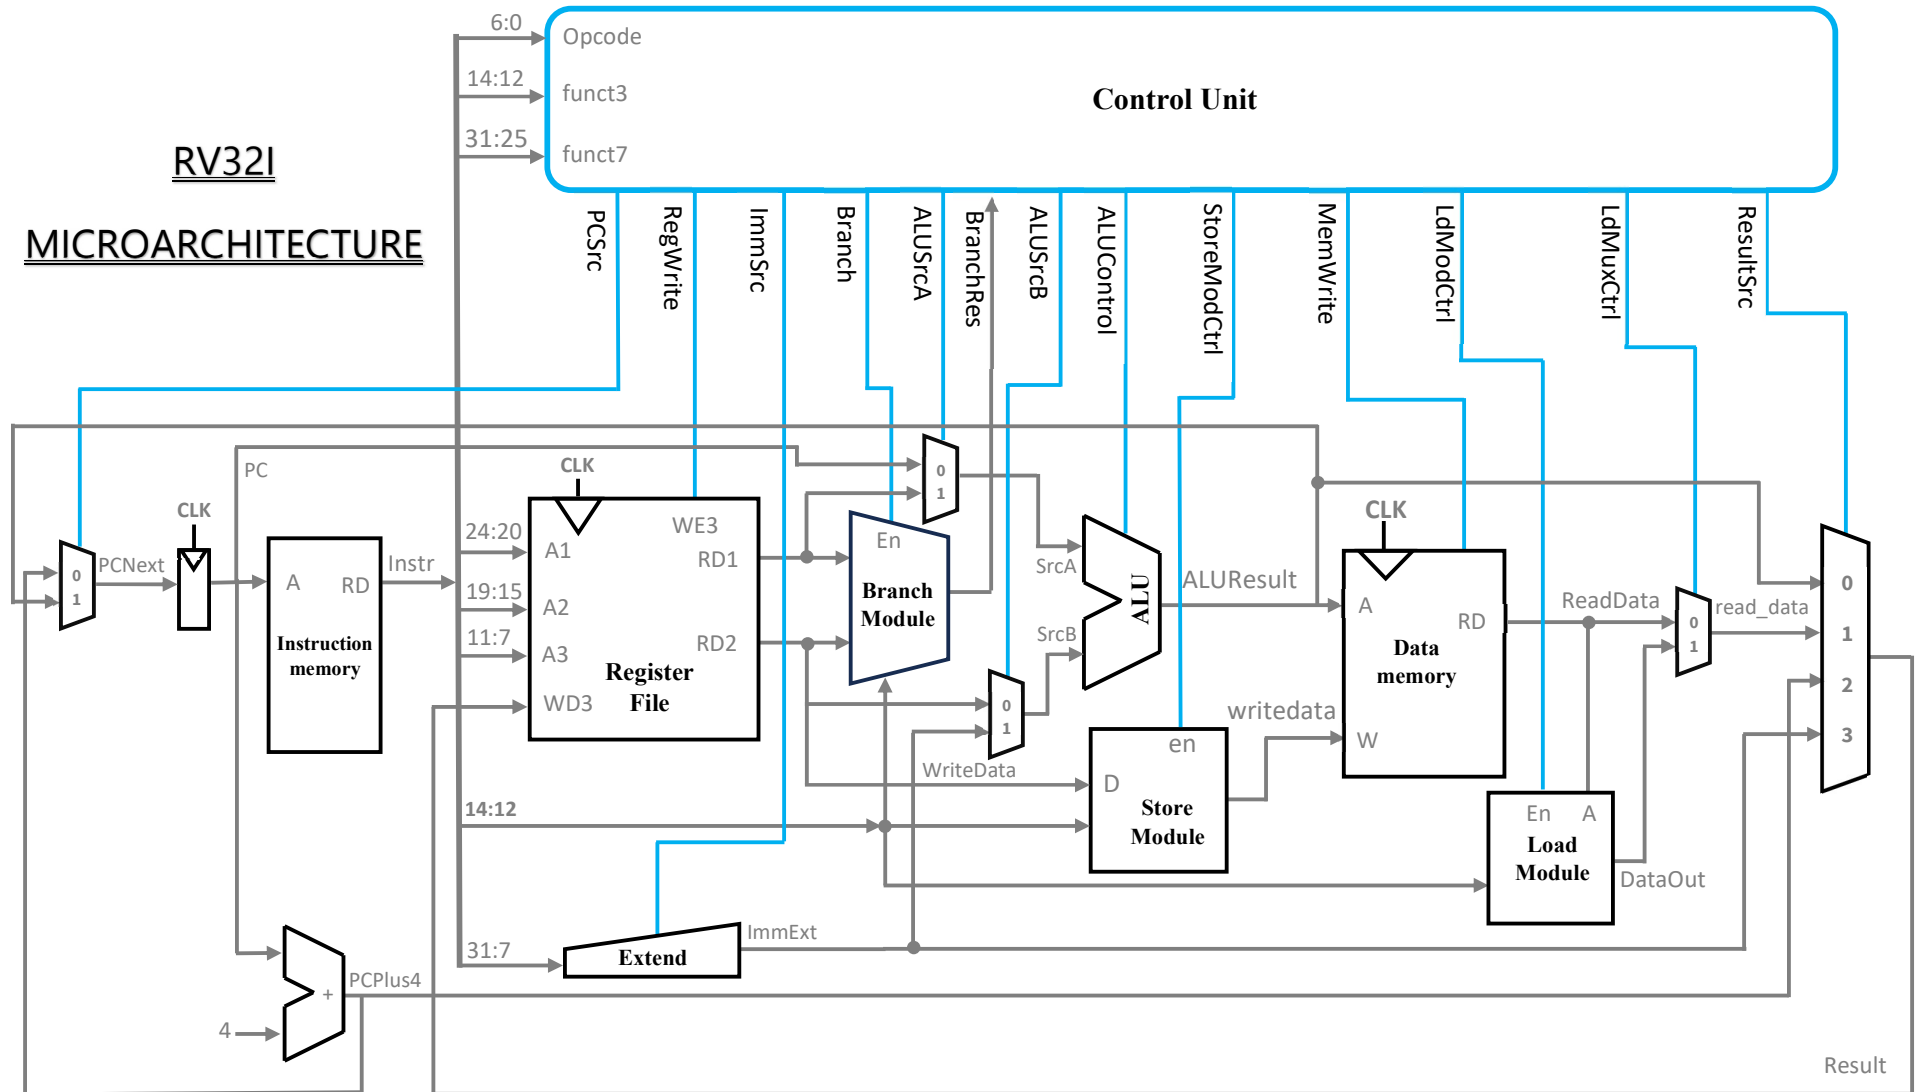 RV32I
MICROARCHITECTURE
Control Unit
6:0
Opcode
14:12
funct3
31:25
funct7
PCSrc
RegWrite
ImmSrc
Branch
ALUSrcA
BranchRes
ALUSrcB
ALUControl
StoreModCtrl
MemWrite
LdModCtrl
LdMuxCtrl
ResultSrc
PC
CLK
PCNext
0
1
A
RD
Instruction
memory
Instr
CLK
24:20
A1
19:15
A2
11:7
A3
WD3
WE3
RD1
RD2
Register
File
En
Branch
Module
0
1
0
1
SrcA
SrcB
ALU
ALUResult
WriteData
en
D
Store
Module
writedata
CLK
A
RD
Data
memory
W
ReadData
0
1
read_data
En
A
Load
Module
DataOut
0
1
2
3
14:12
31:7
Extend
ImmExt
+
4
PCPlus4
Result